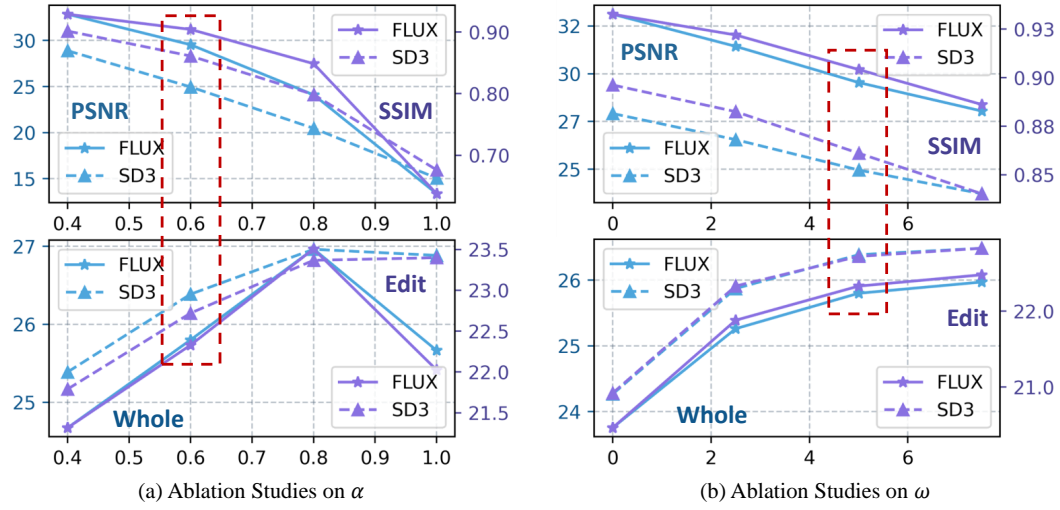 PSNR
SSIM
FLUX
SD3
FLUX
SD3
30
25
20
15
0.90
0.80
0.70
0.4 0.5 0.6 0.7 0.8 0.9 1.0
Whole
Edit
FLUX
SD3
FLUX
SD3
27
26
25
23.5
23.0
22.5
22.0
21.5
0.4 0.5 0.6 0.7 0.8 0.9 1.0
(a) Ablation Studies on α
PSNR
SSIM
FLUX
SD3
FLUX
SD3
32
30
27
25
0.93
0.90
0.88
0.85
0 2 4 6
Whole
Edit
FLUX
SD3
FLUX
SD3
26
25
24
22.0
21.0
0 2 4 6
(b) Ablation Studies on ω